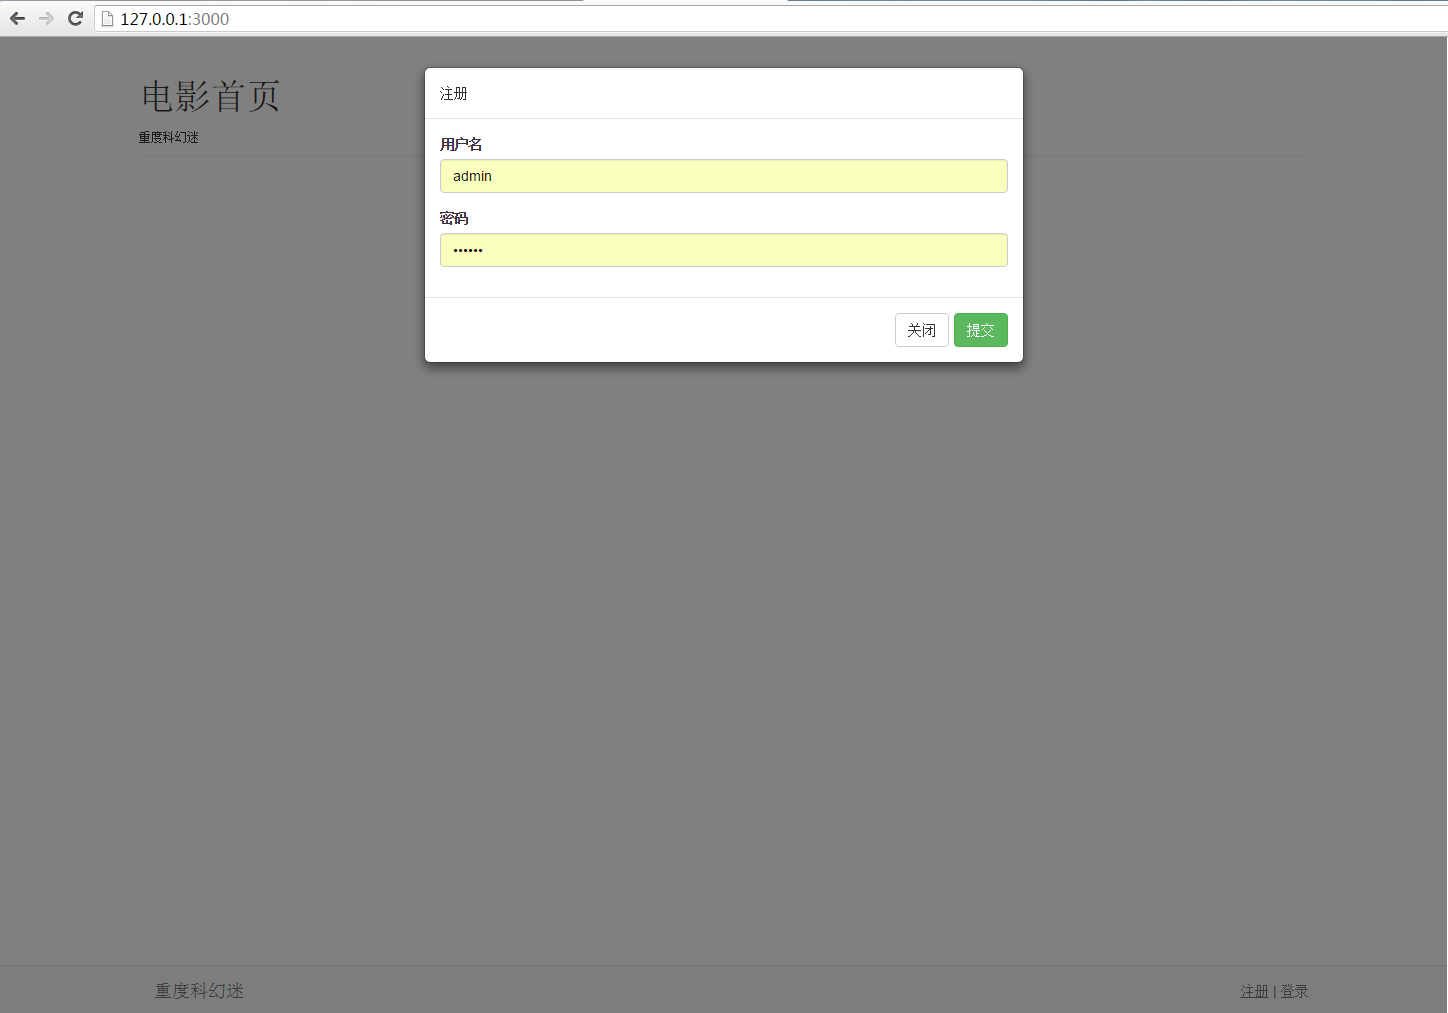 127.0.0.1:3000
电影首页
重度科幻迷
注册
用户名
admin
密码
••••••
关闭 提交
重度科幻迷
注册 | 登录